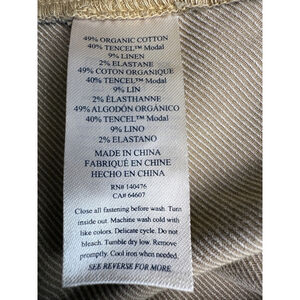 49% ORGANIC COTTON
40% TENCEL™ Modal
9% LINEN
2% ELASTANE
49% COTON ORGANIQUE
40% TENCEL™ Modal
9% LIN
2% ÉLASTHANNE
49% ALGODÓN ORGÁNICO
40% TENCEL™ Modal
9% LINO
2% ELASTANO
MADE IN CHINA
FABRIQUÉ EN CHINE
HECHO EN CHINA
RN# 140476
CA# 64607
Close all fastening before wash. Turn
inside out. Machine wash cold with
like colors. Delicate cycle. Do not
bleach. Tumble dry low. Remove
promptly. Cool iron when needed.
SEE REVERSE FOR MORE